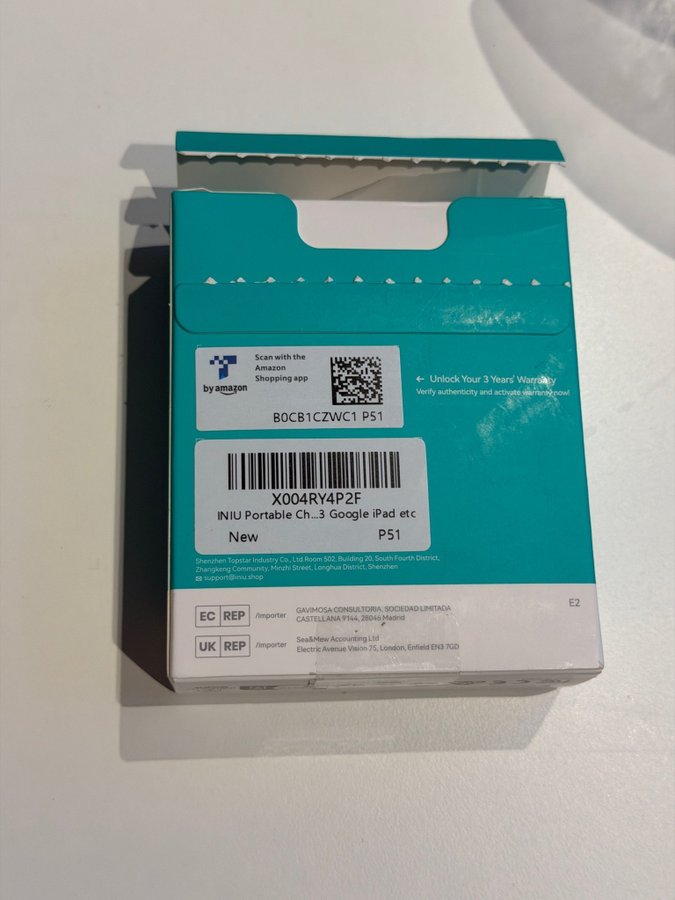 Scan with the
Amazon
Shopping app
by amazon
B0CB1CZWC1 P51
← Unlock Your 3 Years' Warranty
Verify authenticity and activate warranty now!
X004RY4P2F
INIU Portable Ch...3 Google iPad etc
New P51
Shenzhen Topstar Industry Co., Ltd Room 502, Building 20, South Fourth District,
Zhangkeng Community, Minzhi Street, Longhua District, Shenzhen
support@iniu.shop
E2
EC REP /Importer GAVIMOSA CONSULTORIA, SOCIEDAD LIMITADA
CASTELLANA 9144, 28046 Madrid
UK REP /Importer Sea&Mew Accounting Ltd
Electric Avenue Vision 75, London, Enfield EN3 7GD